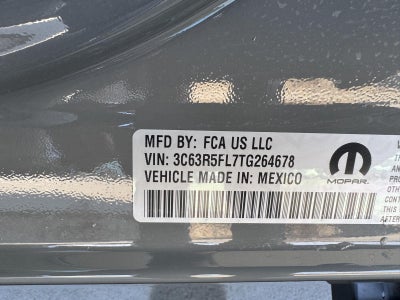 MFD BY: FCA US LLC
VIN: 3C63R5FL7TG264678
VEHICLE MADE IN: MEXICO
MOPAR